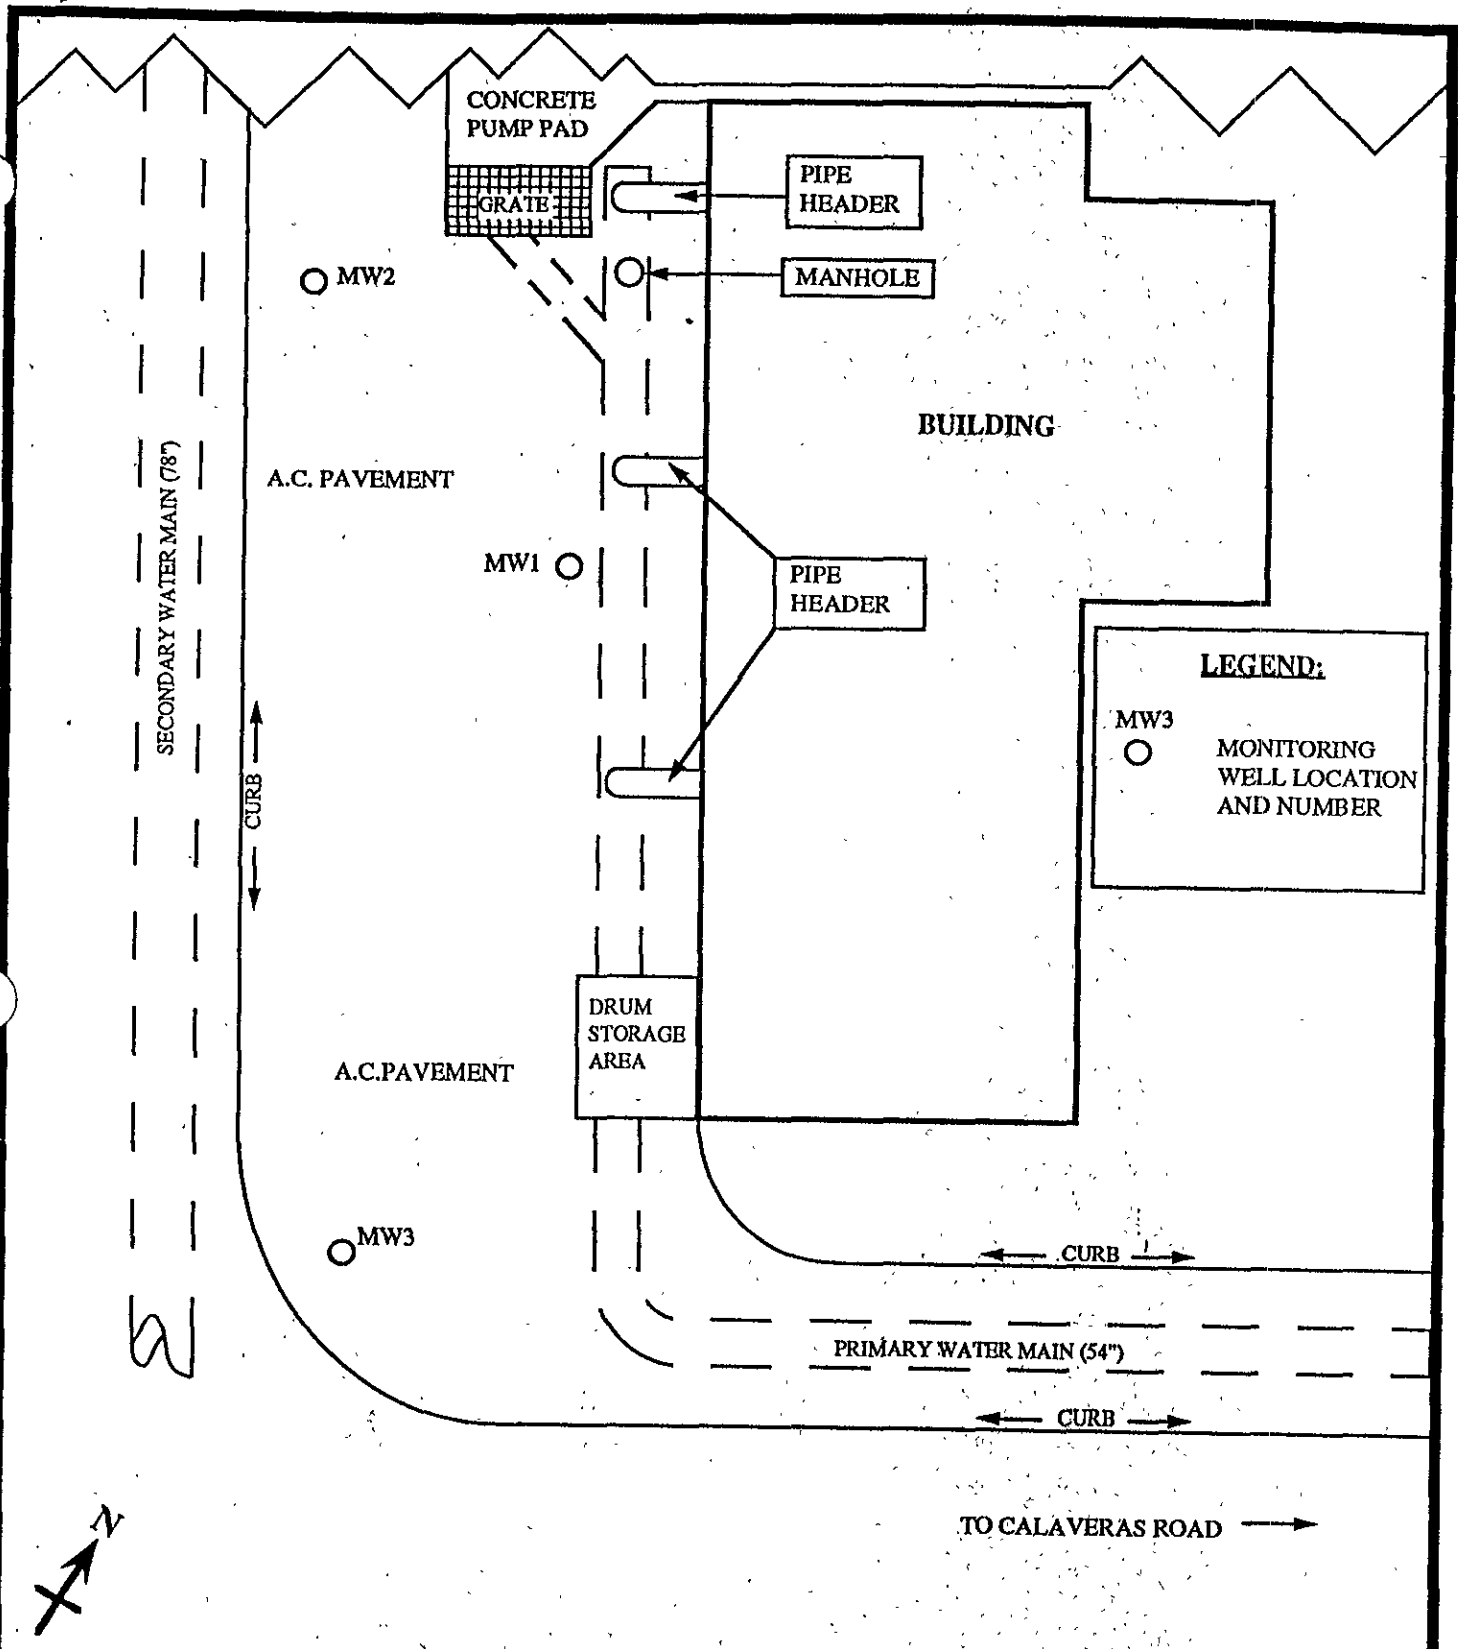 CONCRETE
PUMP PAD
PIPE
HEADER
GRATE
MW2
MANHOLE
BUILDING
A.C. PAVEMENT
SECONDARY WATER MAIN (78")
MW1
PIPE
HEADER
LEGEND:
MW3
MONITORING
WELL LOCATION
AND NUMBER
CURB
DRUM
STORAGE
AREA
A.C.PAVEMENT
MW3
CURB
PRIMARY WATER MAIN (54")
CURB
N
TO CALAVERAS ROAD